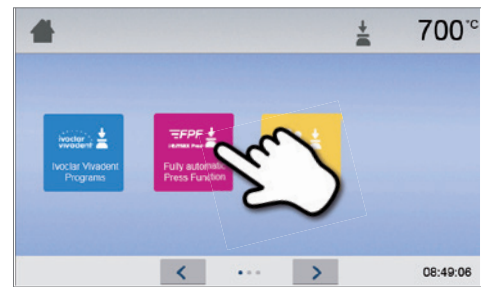 700°C
ivoclar
vivadent
Ivoclar Vivadent
Programs
FPF
Fully automatic
Press Function
08:49:06